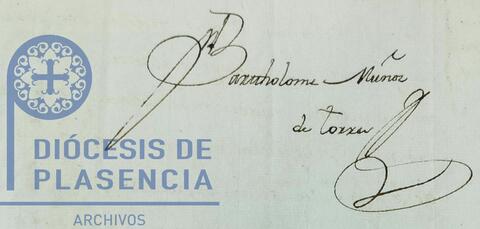 Bartholome Muñoz
de Torres
DIÓCESIS DE
PLASENCIA
ARCHIVOS